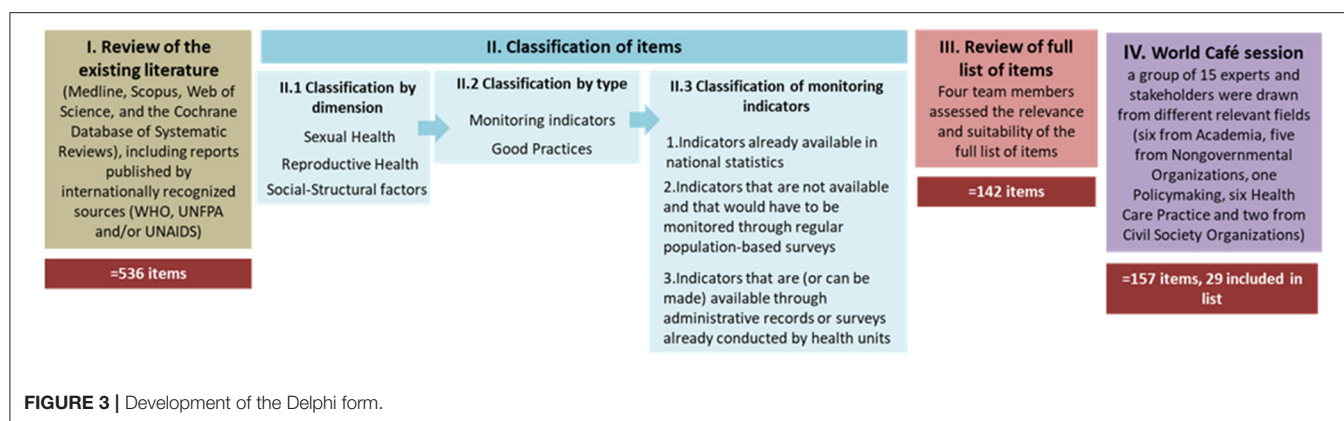 I. Review of the
existing literature
(Medline, Scopus, Web of
Science, and the Cochrane
Database of Systematic
Reviews), including reports
published by
internationally recognized
sources (WHO, UNFPA
and/or UNAIDS)
=536 items
II. Classification of items
II.1 Classification by
dimension
Sexual Health
Reproductive Health
Social-Structural factors
II.2 Classification by type
Monitoring indicators
Good Practices
II.3 Classification of monitoring
indicators
1.Indicators already available in
national statistics
2.Indicators that are not available
and that would have to be
monitored through regular
population-based surveys
3.Indicators that are (or can be
made) available through
administrative records or surveys
already conducted by health units
III. Review of full
list of items
Four team members
assessed the relevance
and suitability of the
full list of items
=142 items
IV. World Café session
a group of 15 experts and
stakeholders were drawn
from different relevant fields
(six from Academia, five
from Nongovernmental
Organizations, one
Policymaking, six Health
Care Practice and two from
Civil Society Organizations)
=157 items, 29 included in
list
FIGURE 3 | Development of the Delphi form.